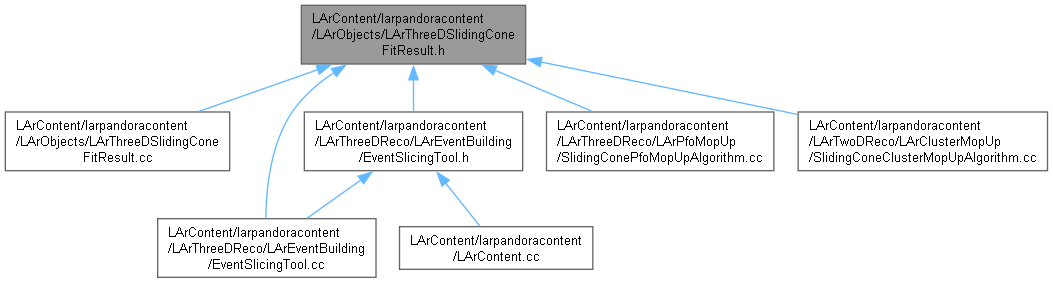 LArContent/larpandoracontent
/LArObjects/LArThreeDSlidingCone
FitResult.h
LArContent/larpandoracontent
/LArObjects/LArThreeDSlidingCone
FitResult.cc
LArContent/larpandoracontent
/LArThreeDReco/LArEventBuilding
/EventSlicingTool.h
LArContent/larpandoracontent
/LArThreeDReco/LArPfoMopUp
/SlidingConePfoMopUpAlgorithm.cc
LArContent/larpandoracontent
/LArTwoDReco/LArClusterMopUp
/SlidingConeClusterMopUpAlgorithm.cc
LArContent/larpandoracontent
/LArThreeDReco/LArEventBuilding
/EventSlicingTool.cc
LArContent/larpandoracontent
/LArContent.cc